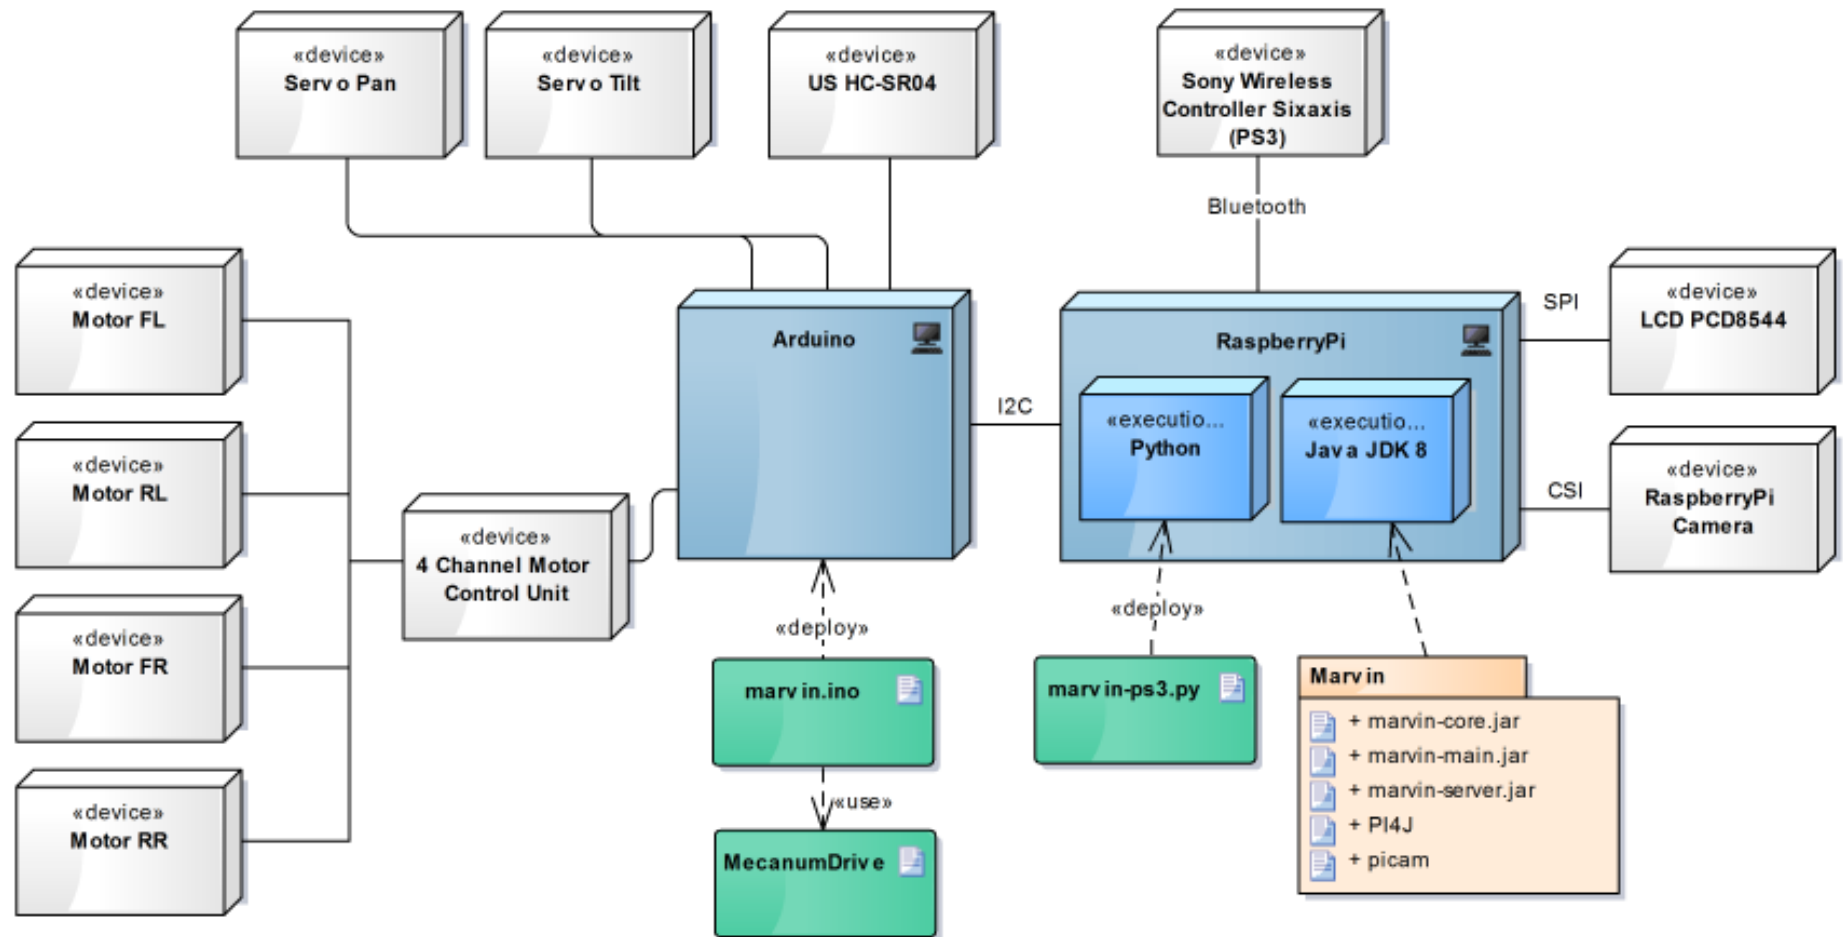 «device»
Servo Pan
«device»
Servo Tilt
«device»
US HC-SR04
«device»
Sony Wireless
Controller Sixaxis
(PS3)
Bluetooth
«device»
Motor FL
«device»
Motor RL
«device»
Motor FR
«device»
Motor RR
«device»
4 Channel Motor
Control Unit
Arduino
I2C
RaspberryPi
«executio...
Python
«executio...
Java JDK 8
SPI
«device»
LCD PCD8544
CSI
«device»
RaspberryPi
Camera
«deploy»
marvin.ino
«use»
MecanumDrive
«deploy»
marvin-ps3.py
Marvin
+ marvin-core.jar
+ marvin-main.jar
+ marvin-server.jar
+ PI4J
+ picam